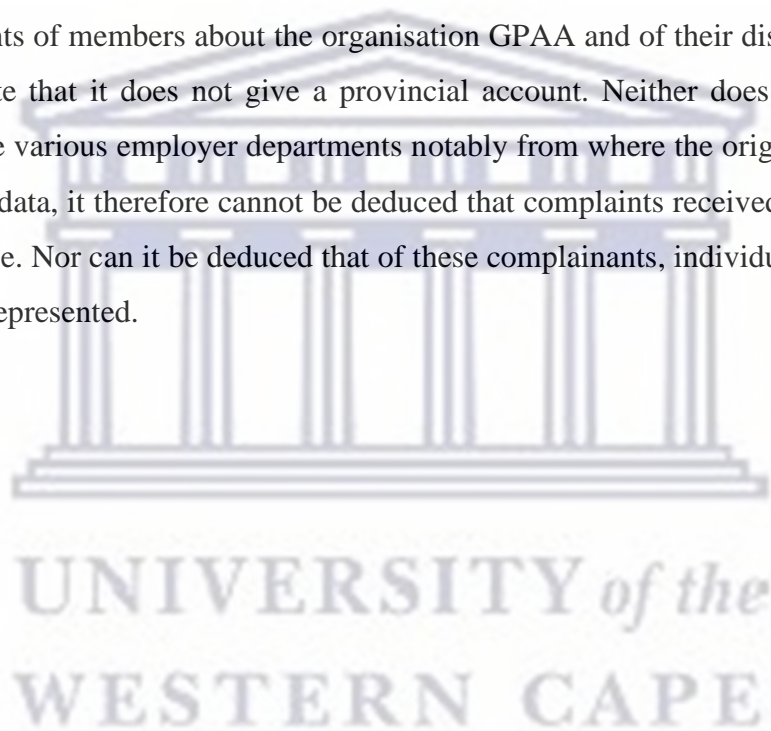 nts of members about the organisation GPAA and of their dis
te that it does not give a provincial account. Neither does
e various employer departments notably from where the orig
data, it therefore cannot be deduced that complaints received
e. Nor can it be deduced that of these complainants, individu
epresented.
UNIVERSITY of the
WESTERN CAPE